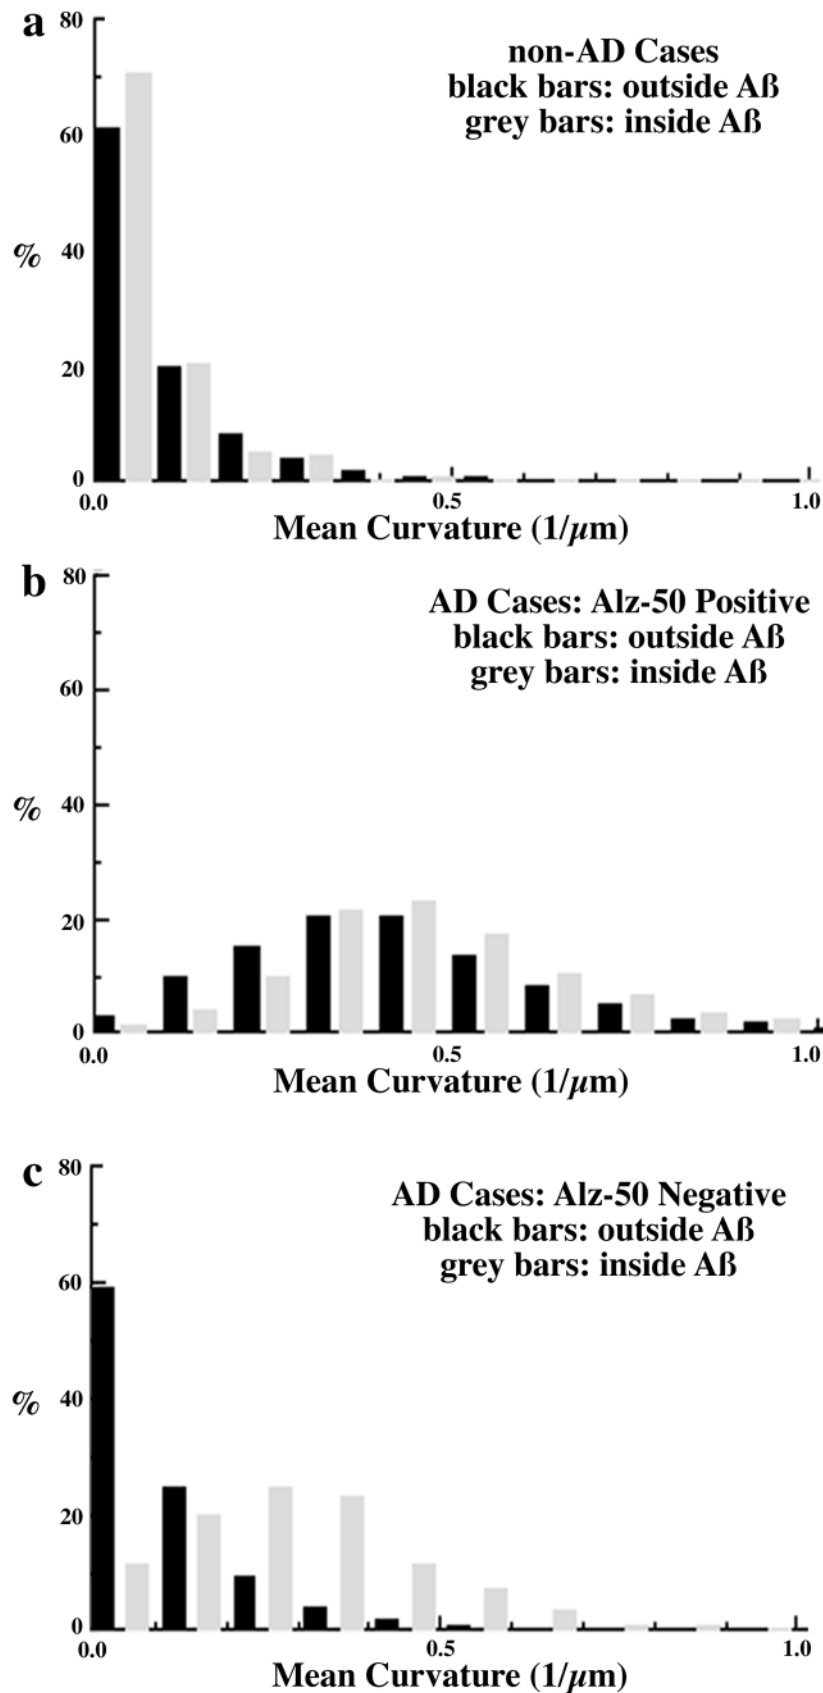 a
80
non-AD Cases
black bars: outside Aß
grey bars: inside Aß
60
%
40
20
0
0.0
0.5
1.0
Mean Curvature (1/µm)
b
80
AD Cases: Alz-50 Positive
black bars: outside Aß
grey bars: inside Aß
60
%
40
20
0
0.0
0.5
1.0
Mean Curvature (1/µm)
c
80
AD Cases: Alz-50 Negative
black bars: outside Aß
grey bars: inside Aß
60
%
40
20
0
0.0
0.5
1.0
Mean Curvature (1/µm)